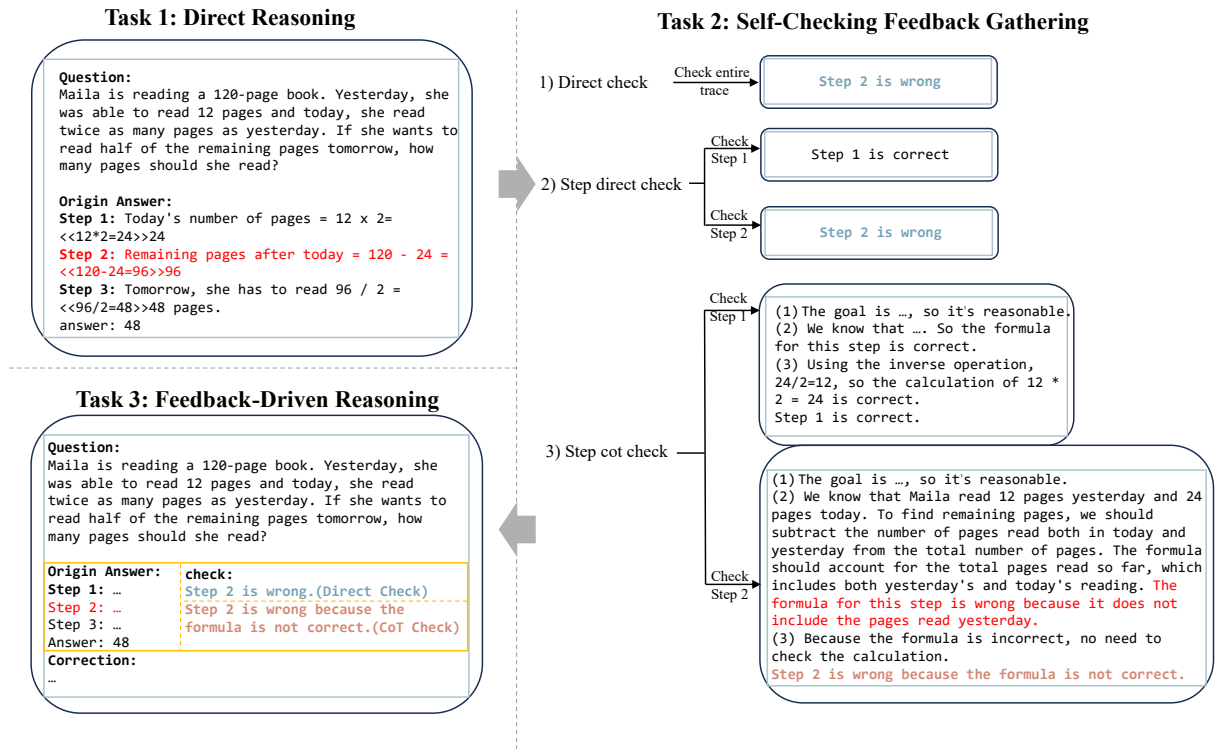 Task 1: Direct Reasoning
Question:
Maila is reading a 120-page book. Yesterday, she
was able to read 12 pages and today, she read
twice as many pages as yesterday. If she wants to
read half of the remaining pages tomorrow, how
many pages should she read?
Origin Answer:
Step 1: Today's number of pages = 12 x 2=
<<12*2=24>>24
Step 2: Remaining pages after today = 120 - 24 =
<<120-24=96>>96
Step 3: Tomorrow, she has to read 96 / 2 =
<<96/2=48>>48 pages.
answer: 48
Task 2: Self-Checking Feedback Gathering
1) Direct check
Check entire
trace
Step 2 is wrong
2) Step direct check
Check
Step 1
Step 1 is correct
Check
Step 2
Step 2 is wrong
3) Step cot check
Check
Step 1
(1) The goal is …, so it's reasonable.
(2) We know that …. So the formula
for this step is correct.
(3) Using the inverse operation,
24/2=12, so the calculation of 12 *
2 = 24 is correct.
Step 1 is correct.
Check
Step 2
(1) The goal is …, so it's reasonable.
(2) We know that Maila read 12 pages yesterday and 24
pages today. To find remaining pages, we should
subtract the number of pages read both in today and
yesterday from the total number of pages. The formula
should account for the total pages read so far, which
includes both yesterday's and today's reading. The
formula for this step is wrong because it does not
include the pages read yesterday.
(3) Because the formula is incorrect, no need to
check the calculation.
Step 2 is wrong because the formula is not correct.
Task 3: Feedback-Driven Reasoning
Question:
Maila is reading a 120-page book. Yesterday, she
was able to read 12 pages and today, she read
twice as many pages as yesterday. If she wants to
read half of the remaining pages tomorrow, how
many pages should she read?
Origin Answer:
Step 1: …
Step 2: …
Step 3: …
Answer: 48
check:
Step 2 is wrong.(Direct Check)
Step 2 is wrong because the
formula is not correct.(CoT Check)
Correction:
…